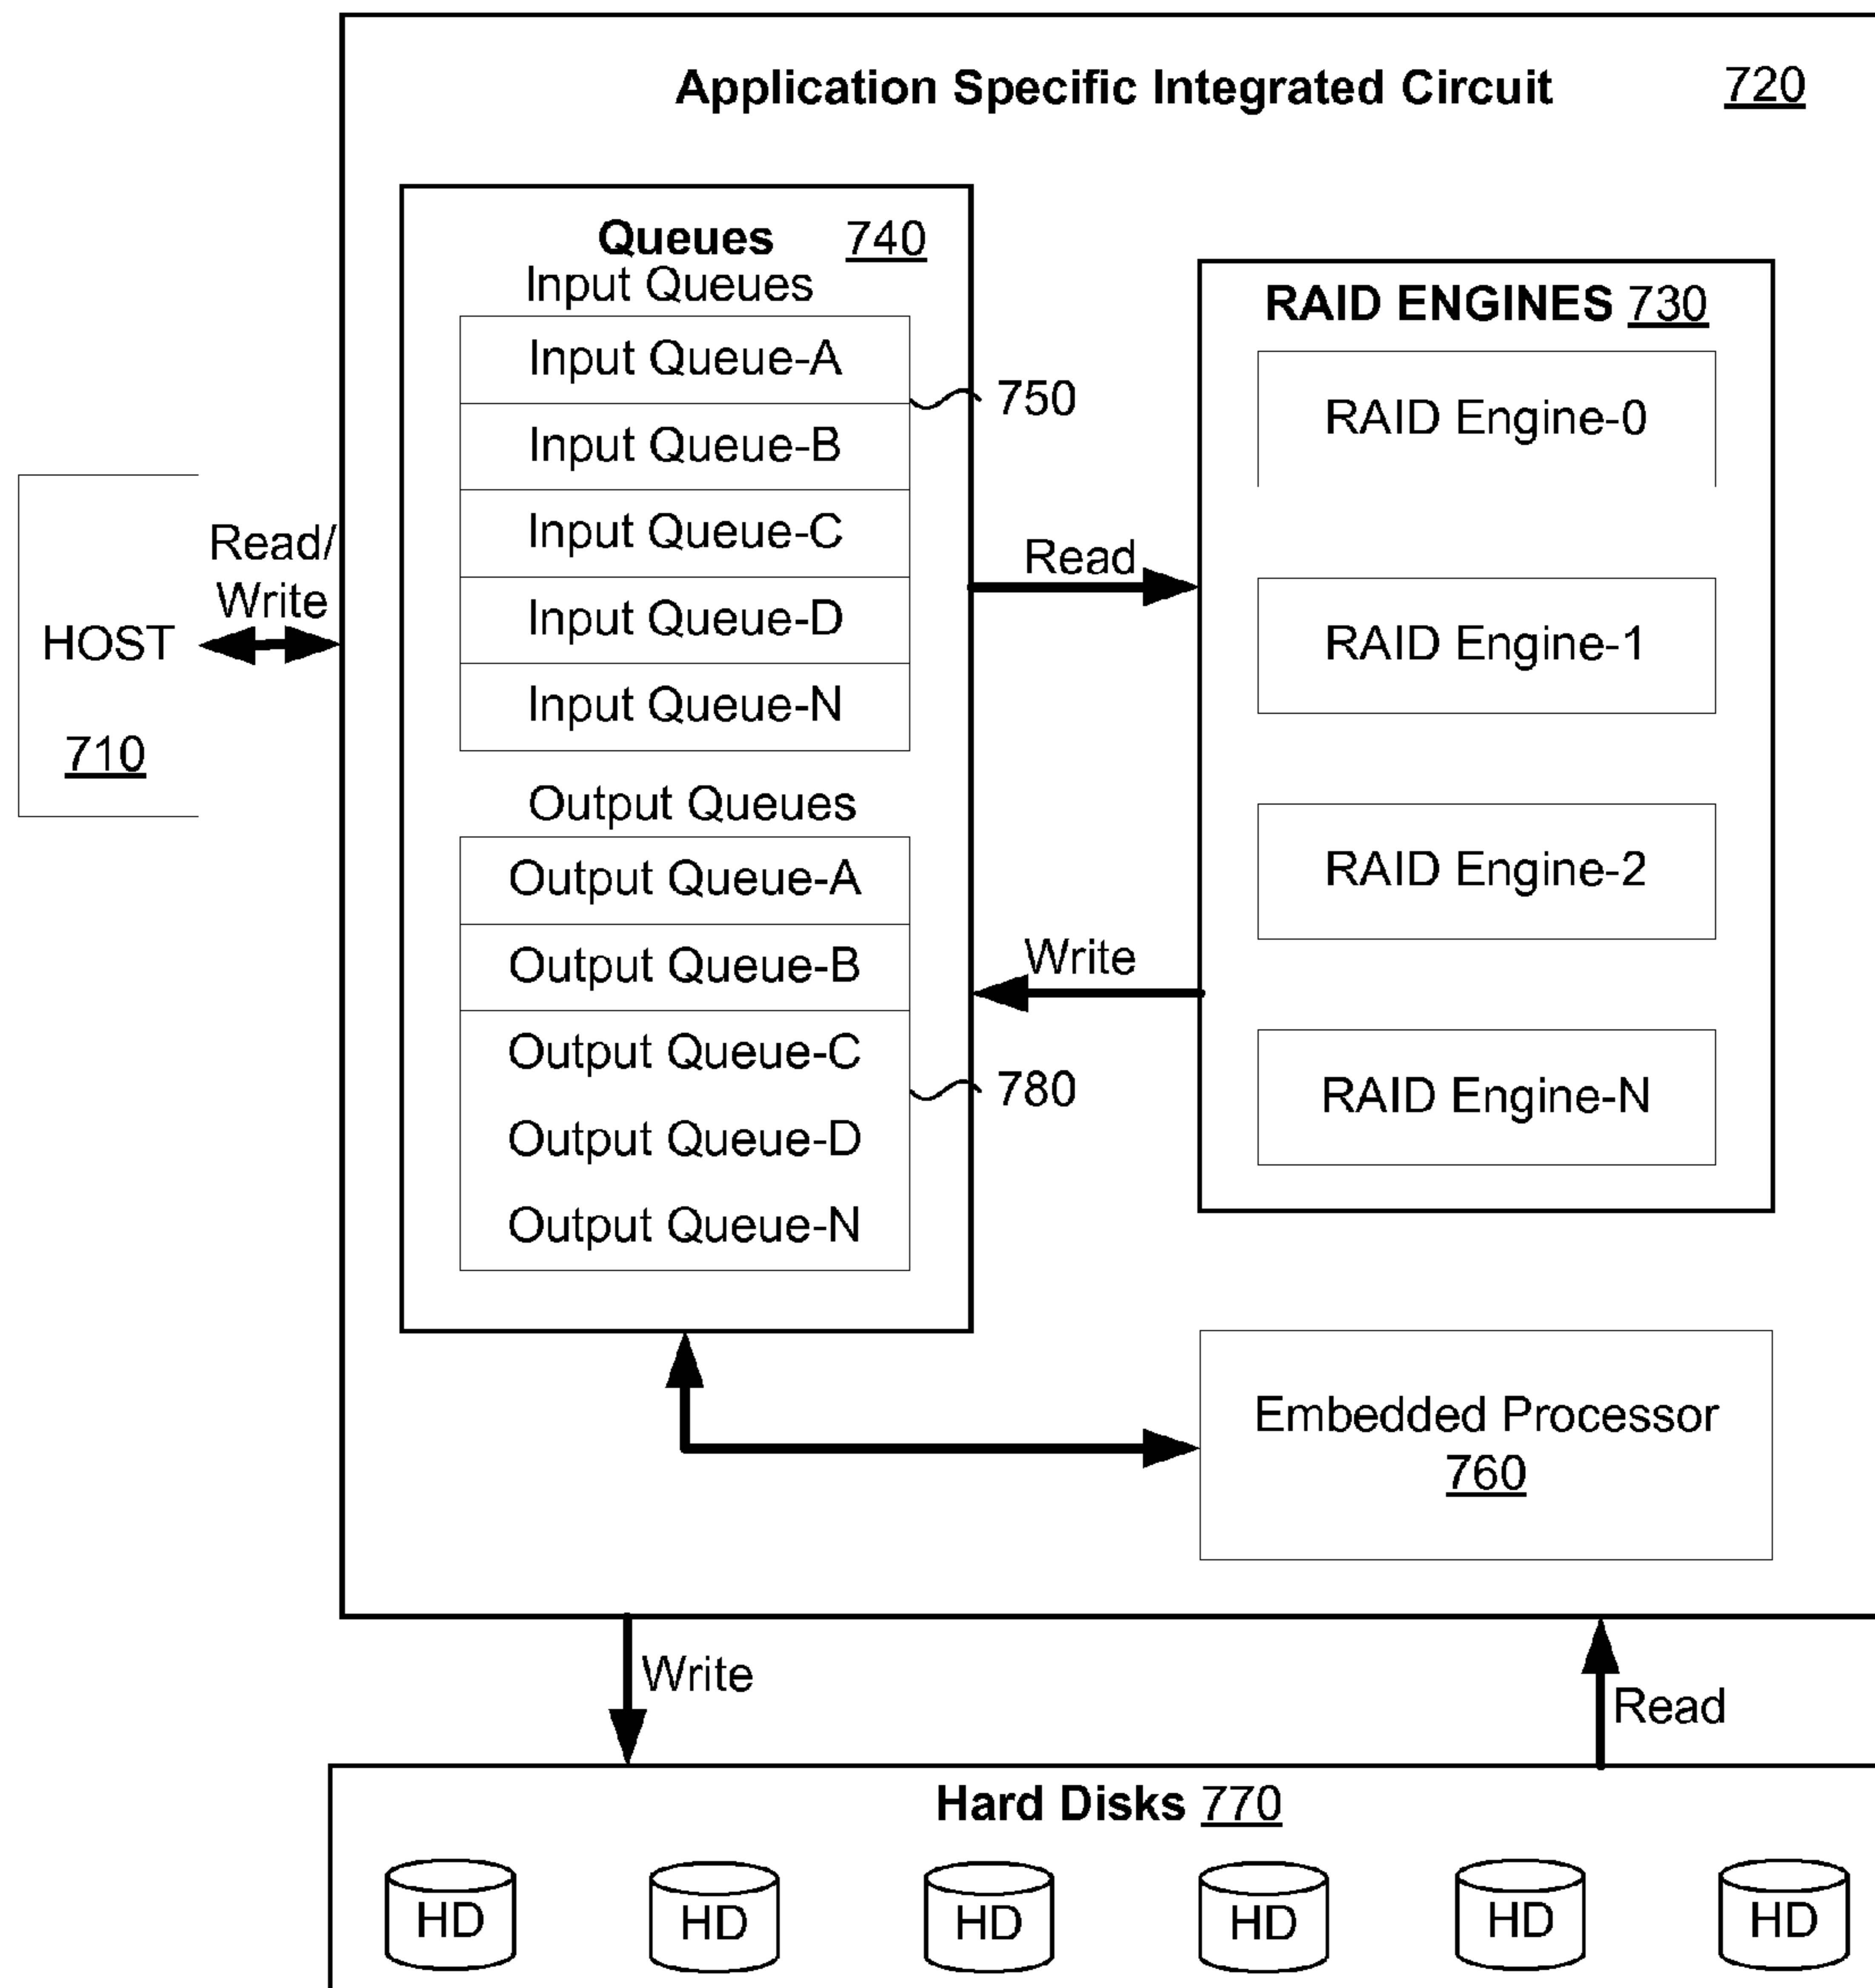 Application Specific Integrated Circuit 720
Queues 740
Input Queues
Input Queue-A
Input Queue-B
Input Queue-C
Input Queue-D
Input Queue-N
750
Output Queues
Output Queue-A
Output Queue-B
Output Queue-C
Output Queue-D
Output Queue-N
780
HOST
710
Read/
Write
Read
Write
RAID ENGINES 730
RAID Engine-0
RAID Engine-1
RAID Engine-2
RAID Engine-N
Embedded Processor
760
Write
Read
Hard Disks 770
HD HD HD HD HD HD